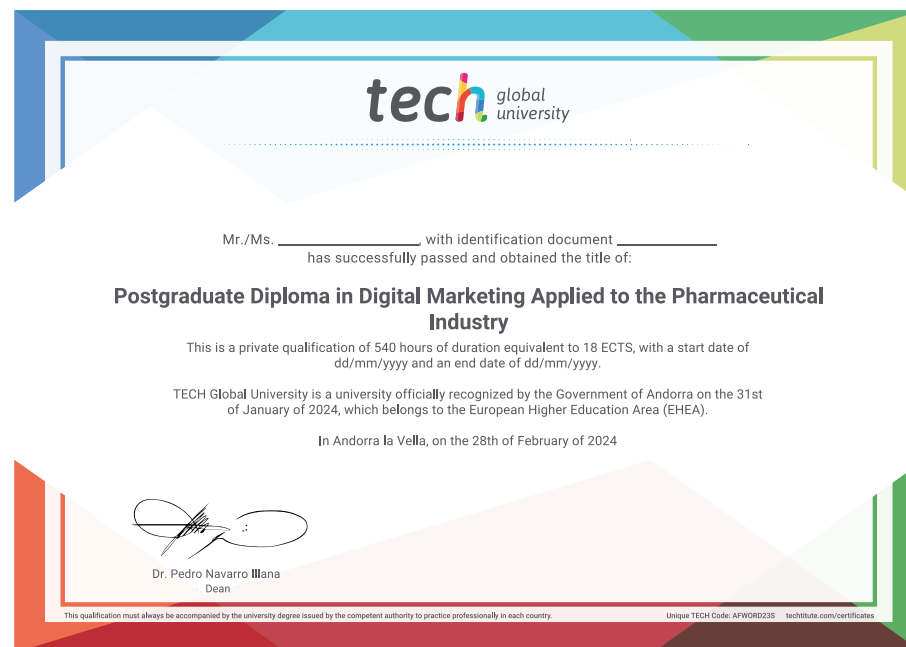 tech global
university
Mr./Ms. ____________, with identification document ____________
has successfully passed and obtained the title of:
Postgraduate Diploma in Digital Marketing Applied to the Pharmaceutical
Industry
This is a private qualification of 540 hours of duration equivalent to 18 ECTS, with a start date of
dd/mm/yyyy and an end date of dd/mm/yyyy.
TECH Global University is a university officially recognized by the Government of Andorra on the 31st
of January of 2024, which belongs to the European Higher Education Area (EHEA).
In Andorra la Vella, on the 28th of February of 2024
Dr. Pedro Navarro Illana
Dean
This qualification must always be accompanied by the university degree issued by the competent authority to practice professionally in each country.
Unique TECH Code: AFWORD23S techtitute.com/certificates